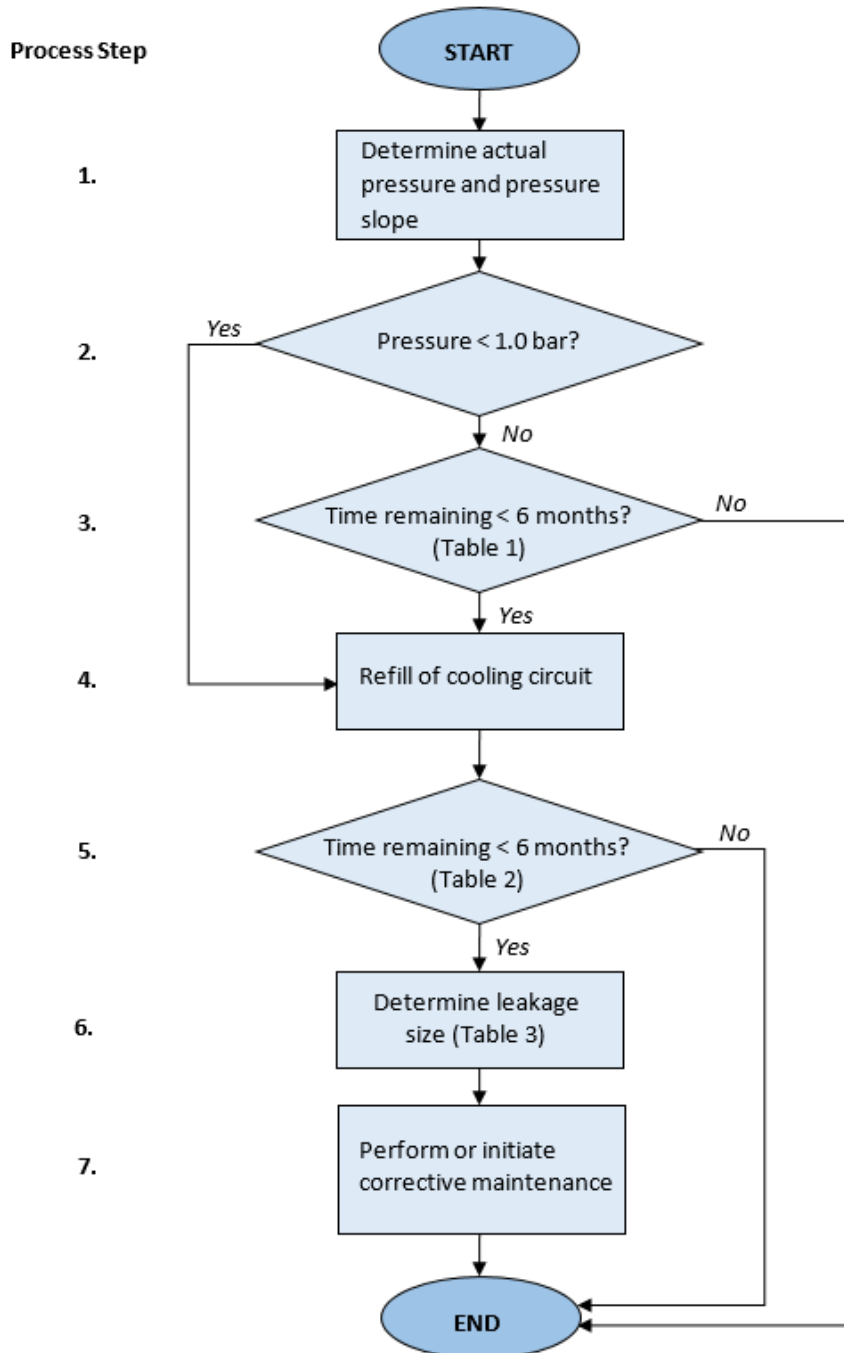 Process Step
START
1.
Determine actual
pressure and pressure
slope
Yes
2.
Pressure < 1.0 bar?
No
3.
Time remaining < 6 months?
(Table 1)
No
Yes
4.
Refill of cooling circuit
5.
Time remaining < 6 months?
(Table 2)
No
Yes
6.
Determine leakage
size (Table 3)
7.
Perform or initiate
corrective maintenance
END